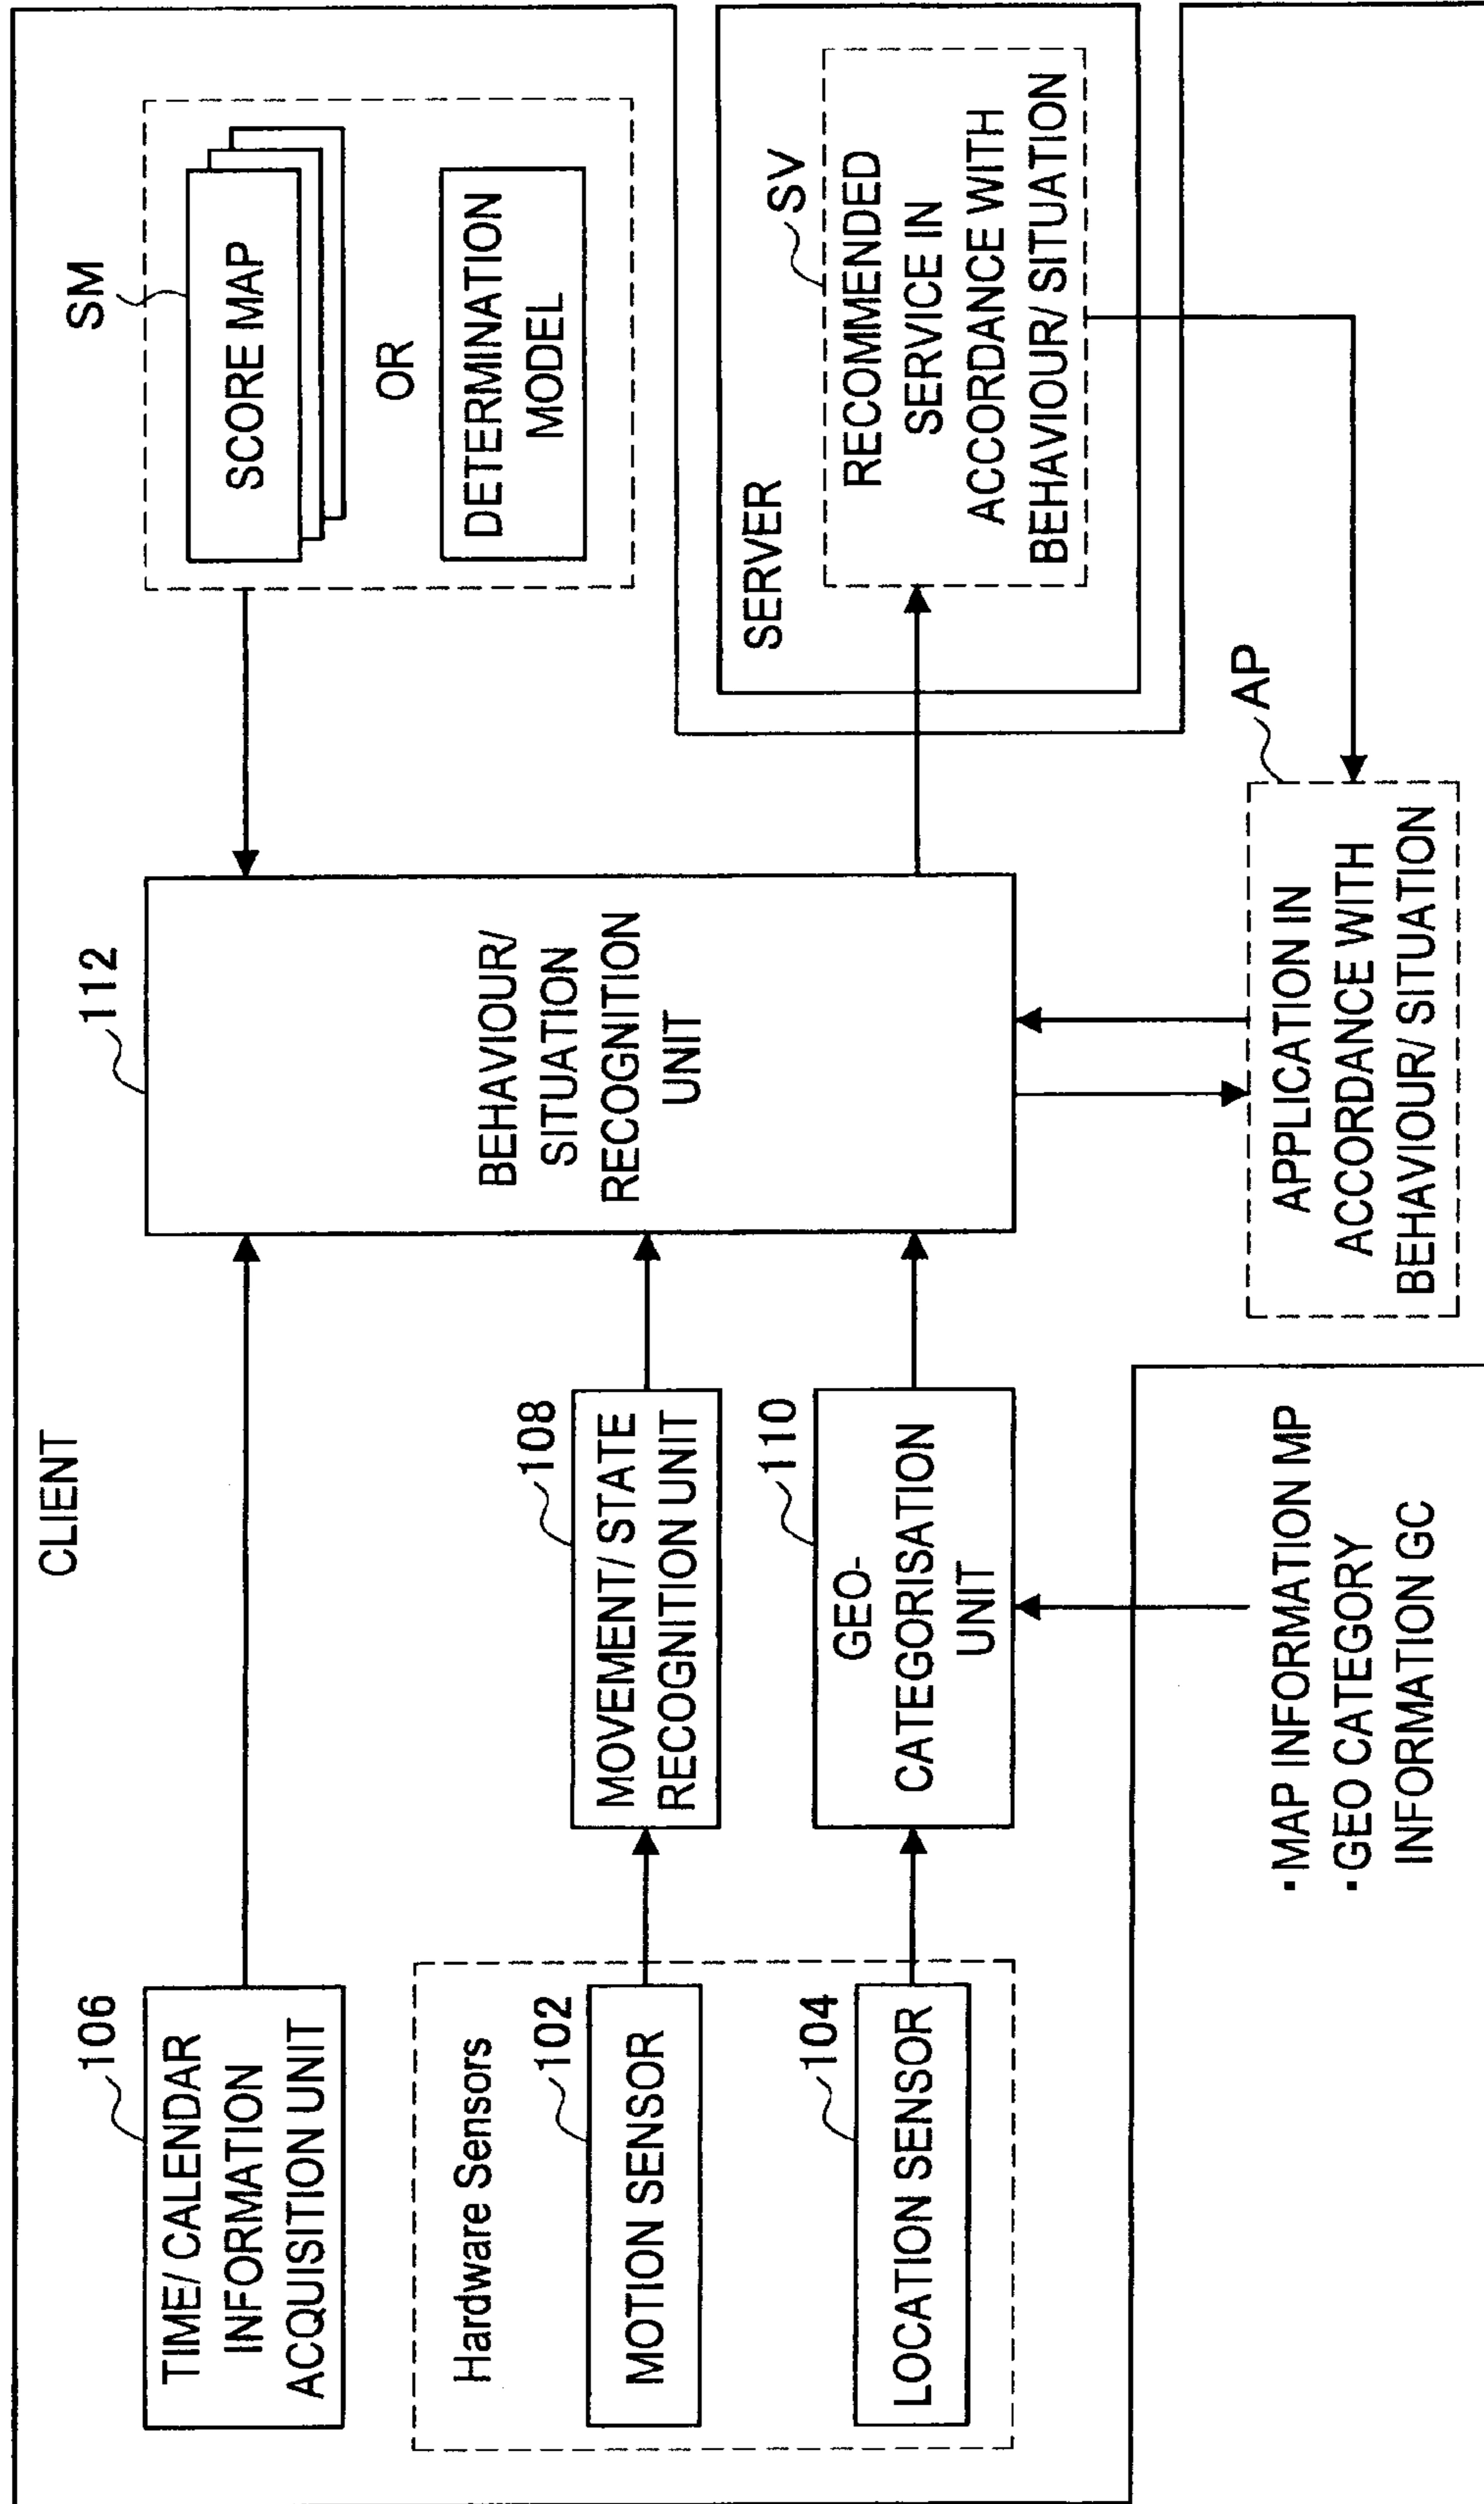 CLIENT
106
TIME/ CALENDAR
INFORMATION
ACQUISITION UNIT
Hardware Sensors
102
MOTION SENSOR
104
LOCATION SENSOR
108
MOVEMENT/ STATE
RECOGNITION UNIT
110
GEO-
CATEGORISATION
UNIT
· MAP INFORMATION MP
· GEO CATEGORY
INFORMATION GC
112
BEHAVIOUR/
SITUATION
RECOGNITION
UNIT
AP
APPLICATION IN
ACCORDANCE WITH
BEHAVIOUR/ SITUATION
SM
SCORE MAP
OR
DETERMINATION
MODEL
SERVER
SV
RECOMMENDED
SERVICE IN
ACCORDANCE WITH
BEHAVIOUR/ SITUATION